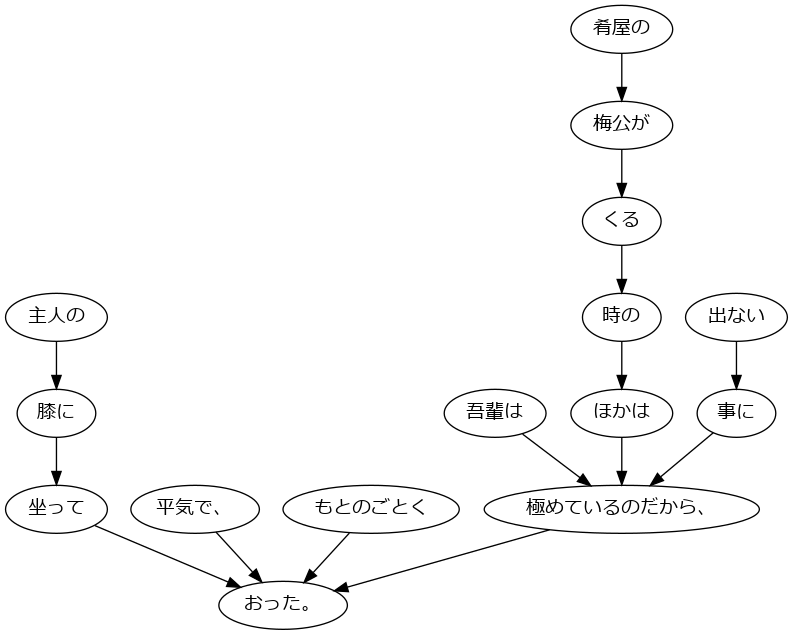 肴屋の
梅公が
くる
主人の
時の
出ない
膝に
吾輩は
ほかは
事に
坐って
平気で、
もとのごとく
極めているのだから、
おった。